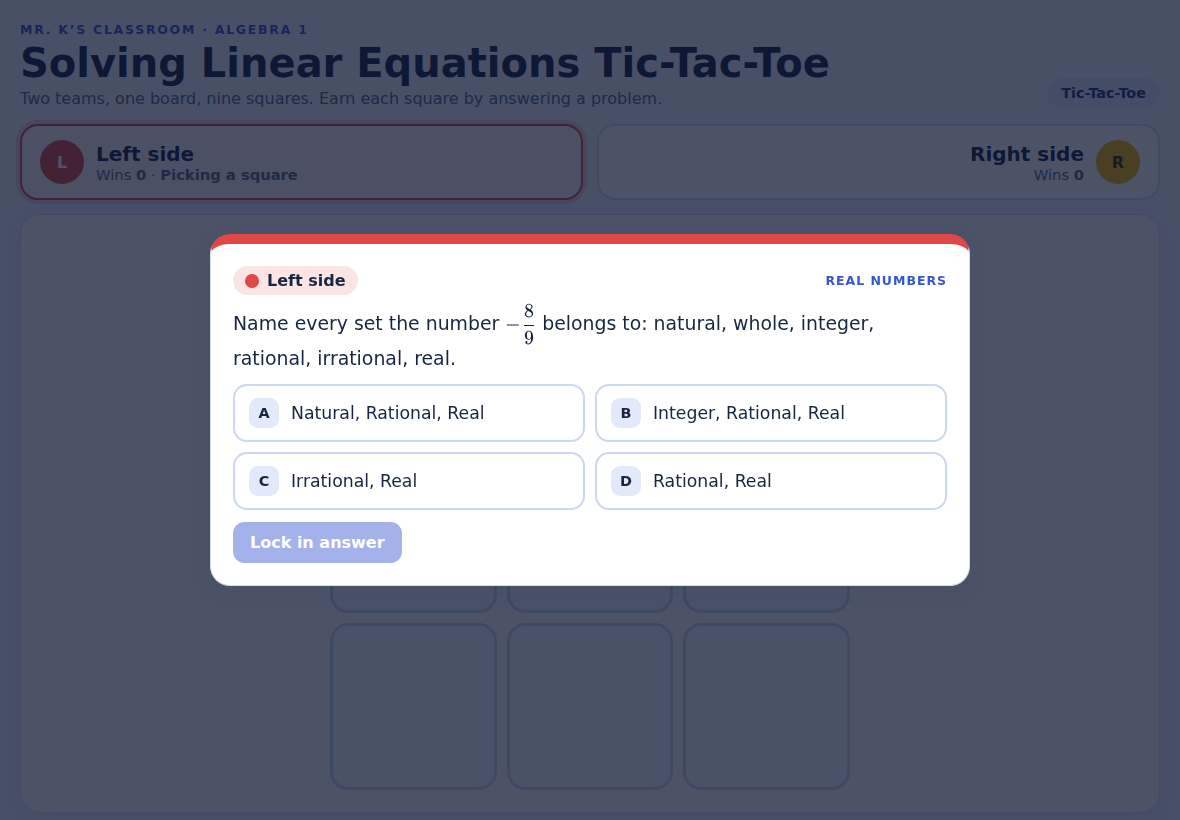 MR. K’S CLASSROOM · ALGEBRA 1
Solving Linear Equations Tic-Tac-Toe
Two teams, one board, nine squares. Earn each square by answering a problem.
Tic-Tac-Toe
L
Left side
Wins 0 · Picking a square
Right side
Wins 0
R
Left side
REAL NUMBERS
Name every set the number −8/9 belongs to: natural, whole, integer,
rational, irrational, real.
A Natural, Rational, Real
B Integer, Rational, Real
C Irrational, Real
D Rational, Real
Lock in answer